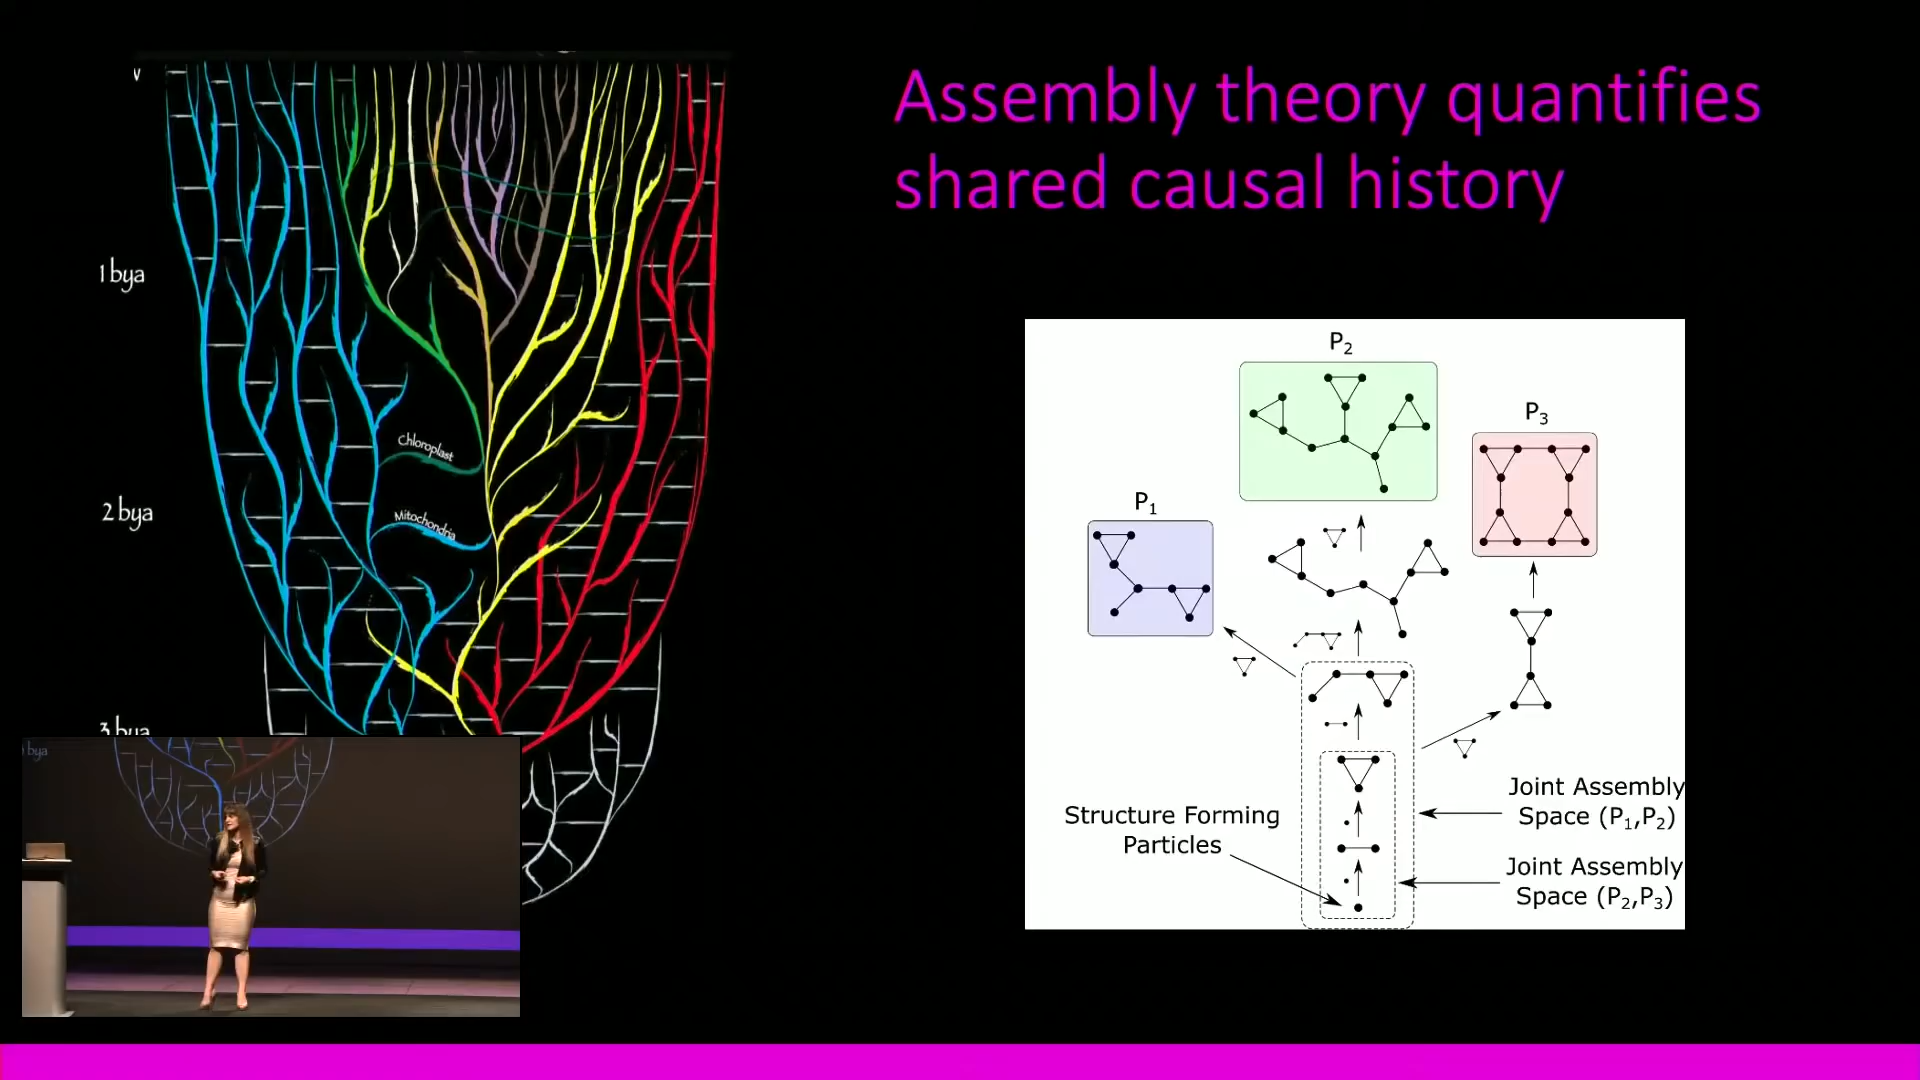 Assembly theory quantifies
shared causal history
1 bya
Chloroplast
2 bya
Mitochondria
3 bya
bya
P2
P3
P1
Joint Assembly
Space (P1,P2)
Structure Forming
Particles
Joint Assembly
Space (P2,P3)